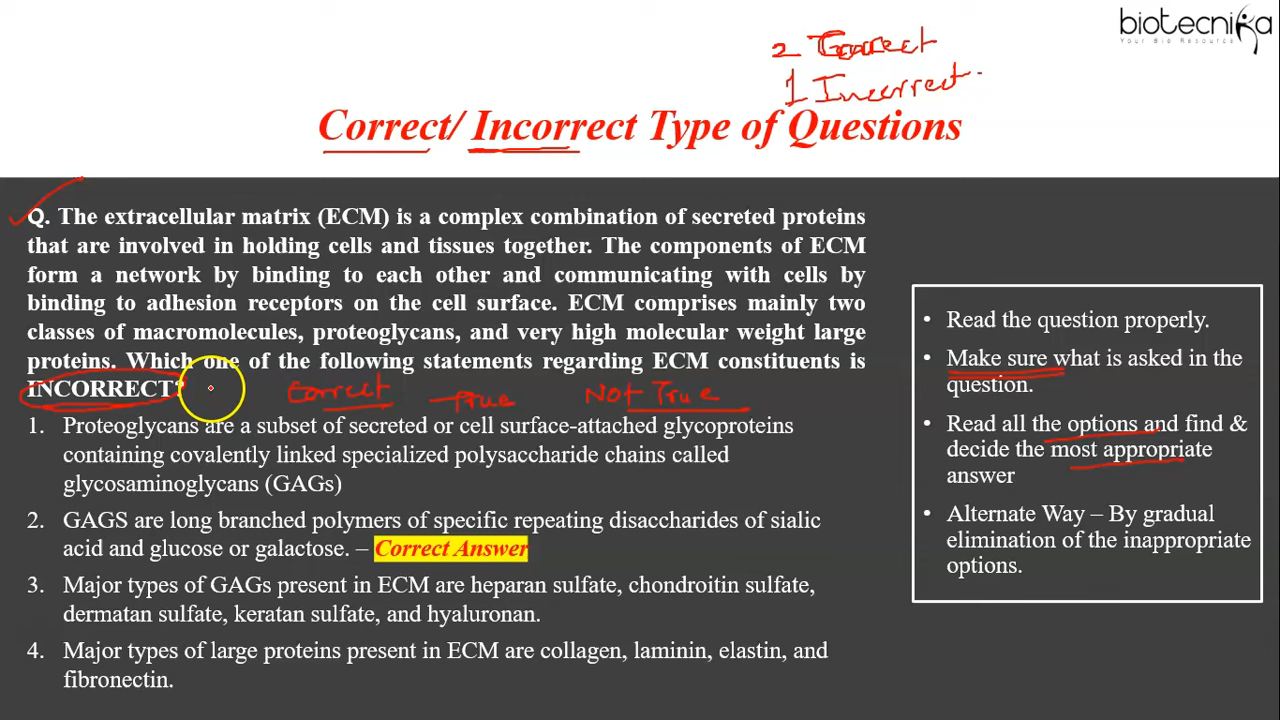 biotecnika
Your Bio Resource
2 Correct
1 Incorrect
Correct/ Incorrect Type of Questions
Q. The extracellular matrix (ECM) is a complex combination of secreted proteins
that are involved in holding cells and tissues together. The components of ECM
form a network by binding to each other and communicating with cells by
binding to adhesion receptors on the cell surface. ECM comprises mainly two
classes of macromolecules, proteoglycans, and very high molecular weight large
proteins. Which one of the following statements regarding ECM constituents is
INCORRECT?
Correct True Not True
1. Proteoglycans are a subset of secreted or cell surface-attached glycoproteins
containing covalently linked specialized polysaccharide chains called
glycosaminoglycans (GAGs)
2. GAGS are long branched polymers of specific repeating disaccharides of sialic
acid and glucose or galactose. – Correct Answer
3. Major types of GAGs present in ECM are heparan sulfate, chondroitin sulfate,
dermatan sulfate, keratan sulfate, and hyaluronan.
4. Major types of large proteins present in ECM are collagen, laminin, elastin, and
fibronectin.
• Read the question properly.
• Make sure what is asked in the
question.
• Read all the options and find &
decide the most appropriate
answer
• Alternate Way – By gradual
elimination of the inappropriate
options.